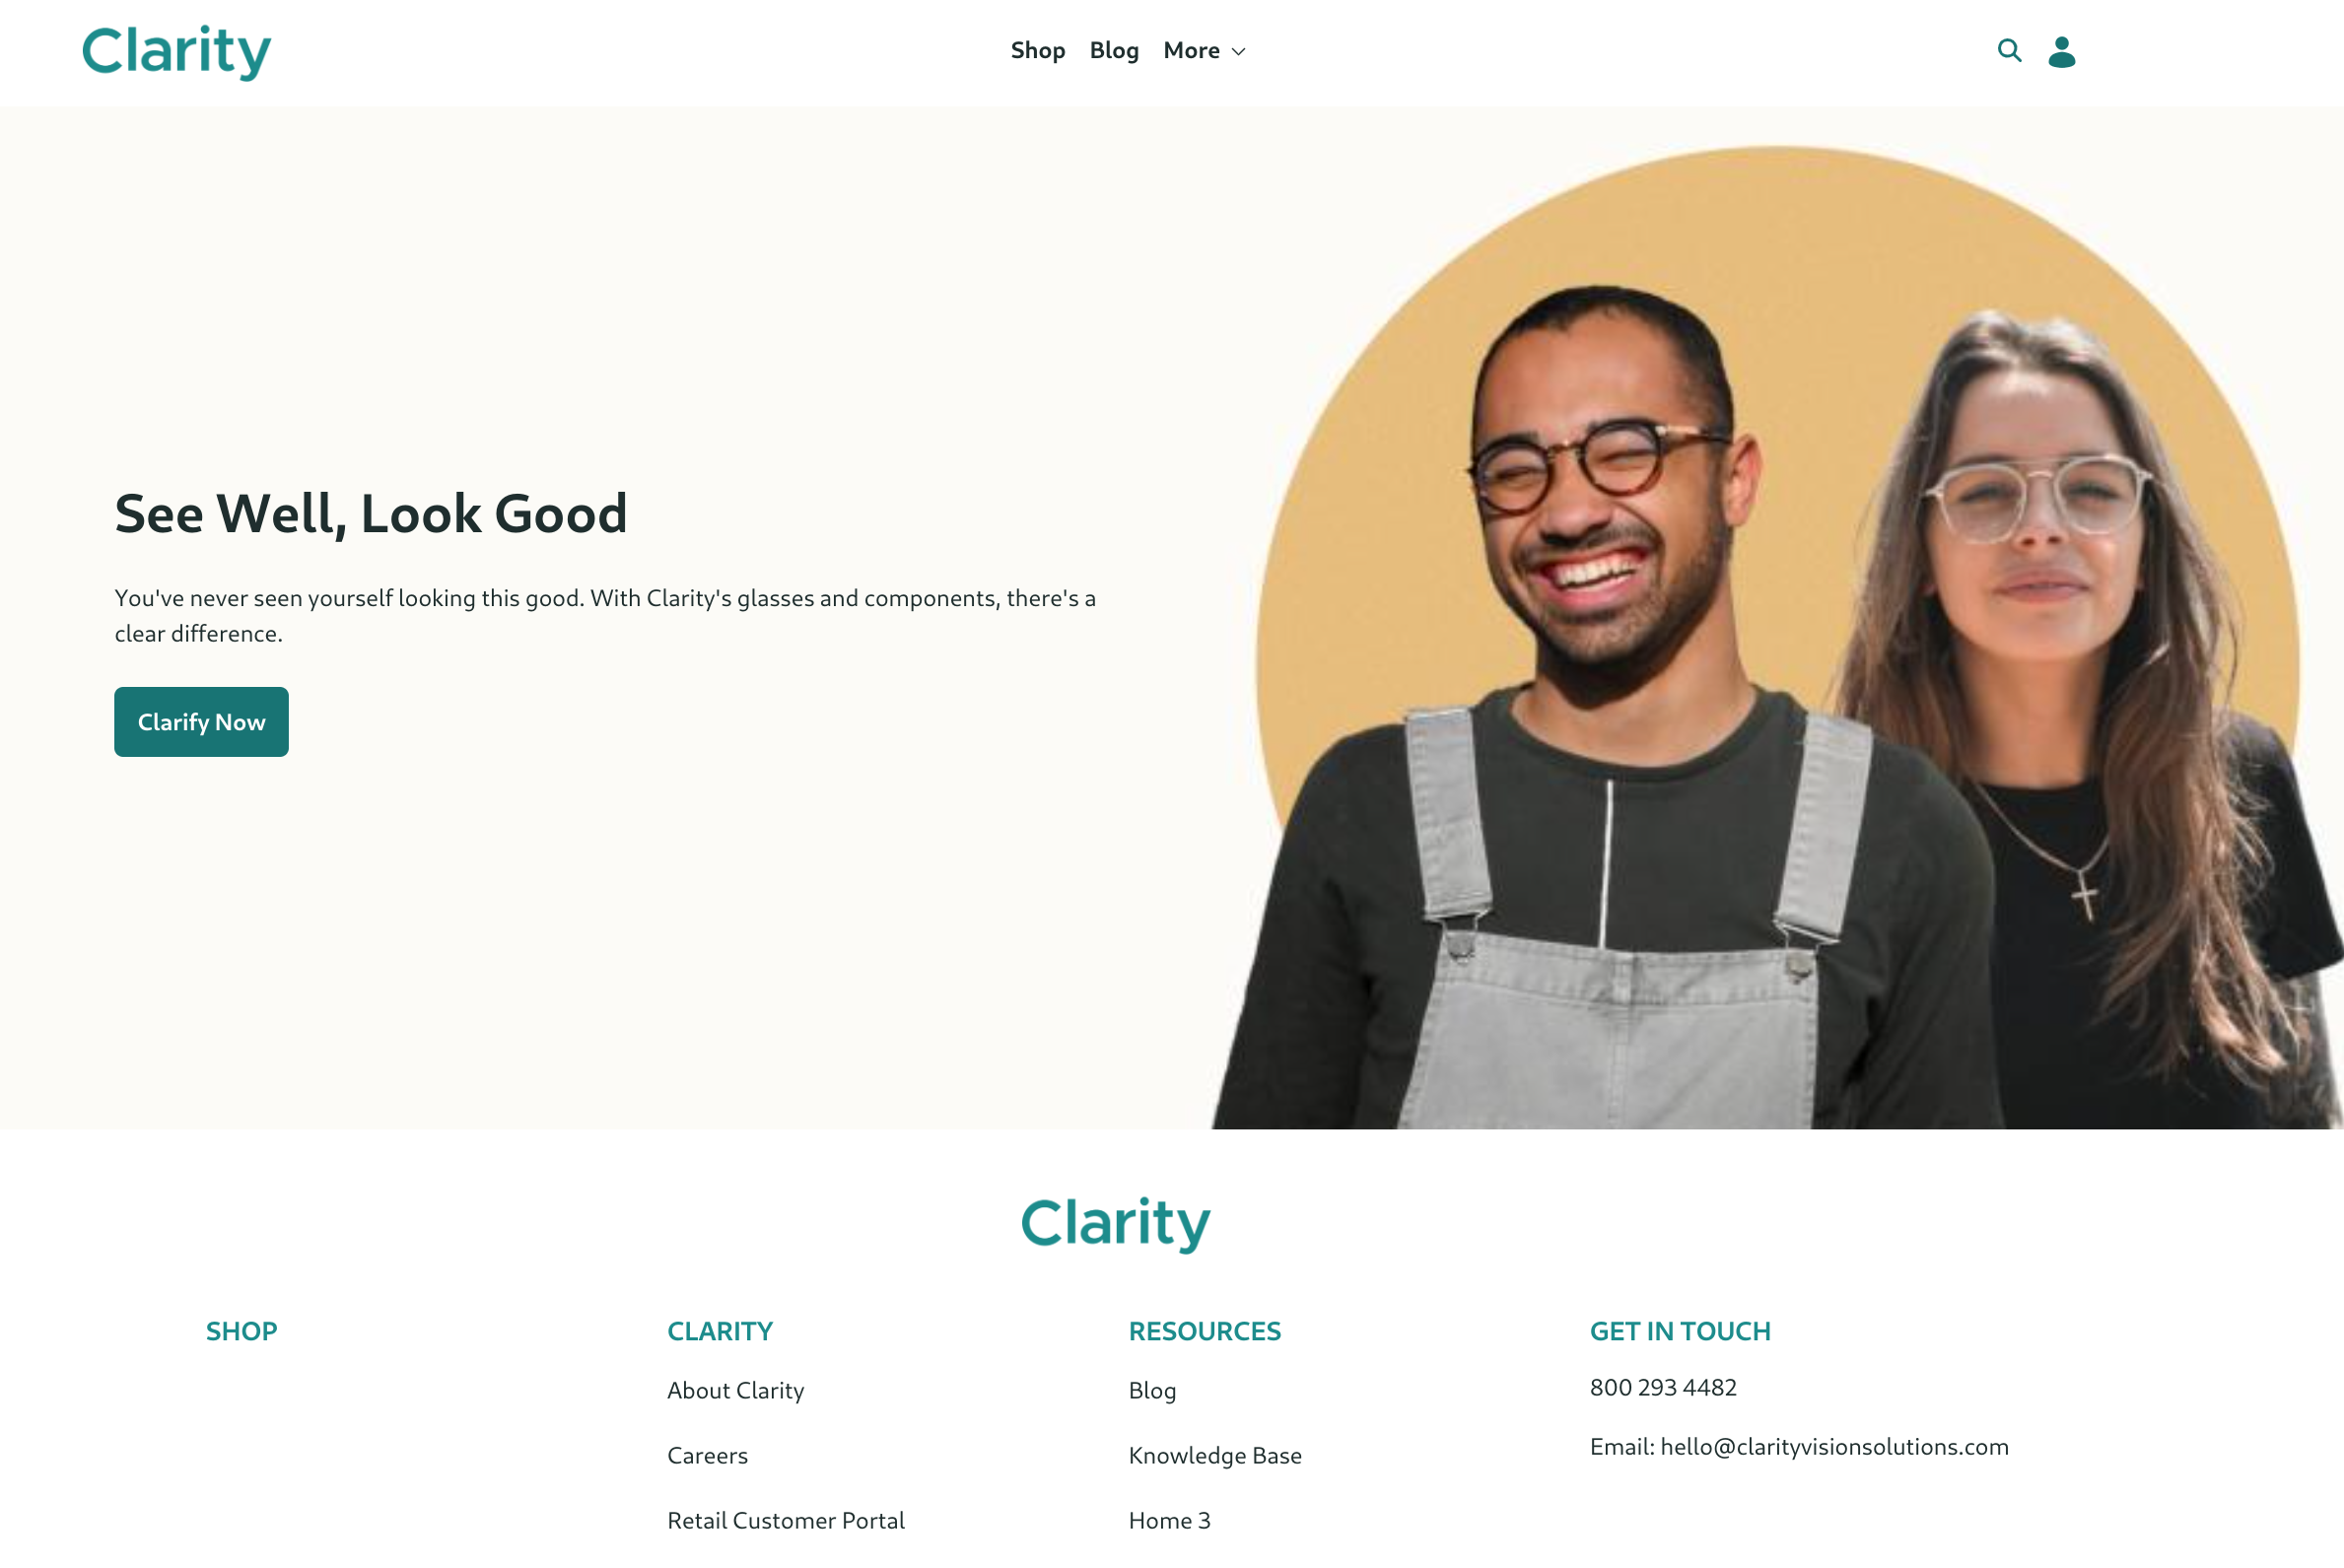 Clarity
Shop
Blog
More
See Well, Look Good
You've never seen yourself looking this good. With Clarity's glasses and components, there's a
clear difference.
Clarify Now
Clarity
SHOP
CLARITY
About Clarity
Careers
Retail Customer Portal
RESOURCES
Blog
Knowledge Base
Home 3
GET IN TOUCH
800 293 4482
Email: hello@clarityvisionsolutions.com